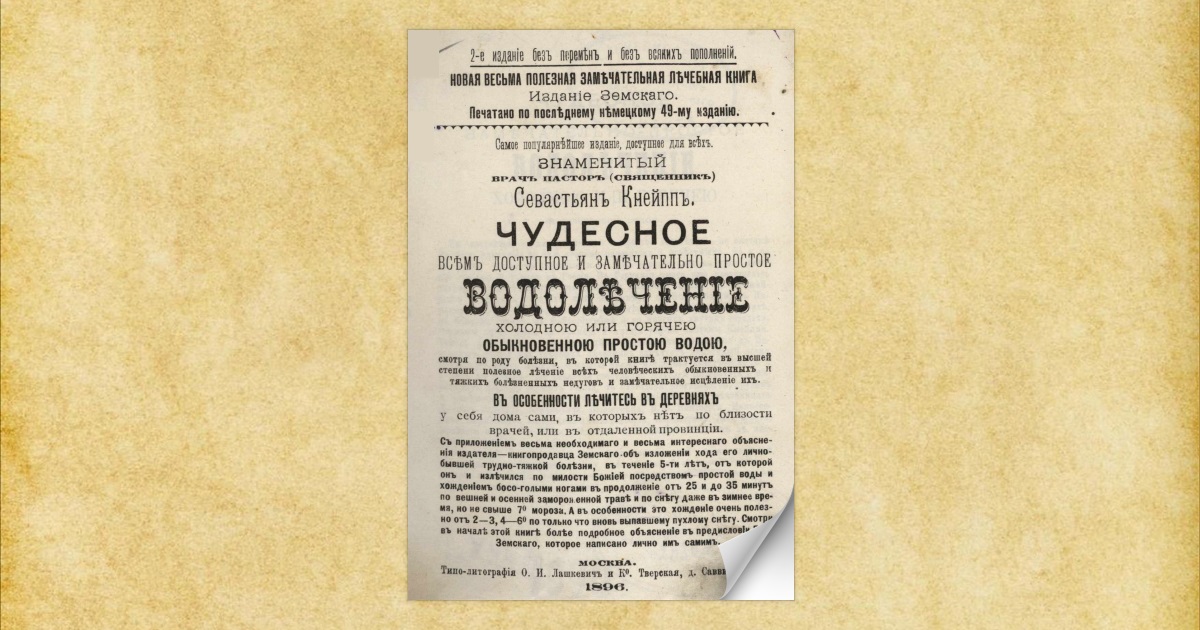 2-е изданіе безъ перемѣнъ и безъ всякихъ пополненій.
НОВАЯ ВЕСЬМА ПОЛЕЗНАЯ ЗАМѢЧАТЕЛЬНАЯ ЛѢЧЕБНАЯ КНИГА
Изданіе Земскаго.
Печатано по послѣднему нѣмецкому 49-му изданію.
Самое популярнѣйшее изданіе, доступное для всѣхъ.
ЗНАМЕНИТЫЙ
ВРАЧЪ ПАСТОРЪ (СВЯЩЕННИКЪ)
Севастьянъ Кнейппъ.
ЧУДЕСНОЕ
ВСѢМЪ ДОСТУПНОЕ И ЗАМѢЧАТЕЛЬНО ПРОСТОЕ
ВОДОЛѢЧЕНІЕ
ХОЛОДНОЮ ИЛИ ГОРЯЧЕЮ
ОБЫКНОВЕННОЮ ПРОСТОЮ ВОДОЮ,
смотря по роду болѣзни, въ которой книгѣ трактуется въ высшей
степени полезное лѣченіе всѣхъ человѣческихъ обыкновенныхъ и
тяжкихъ болѣзненныхъ недуговъ и замѣчательное исцѣленіе ихъ.
ВЪ ОСОБЕННОСТИ ЛѢЧИТЕСЬ ВЪ ДЕРЕВНЯХЪ
у себя дома сами, въ которыхъ нѣтъ по близости
врачей, или въ отдаленной провинціи.
Съ приложеніемъ весьма необходимаго и весьма интереснаго объясне-
нія издателя—книгопродавца Земскаго объ изложеніи хода его лично-
бывшей трудно-тяжкой болѣзни, въ теченіе 5-ти лѣтъ, от которой
онъ и излѣчился по милости Божіей посредствомъ простой воды и
хожденіемъ босо-голыми ногами въ продолженіе отъ 25 и до 35 минутъ
по вешней и осенней заморожѣнной травѣ и по снѣгу даже въ зимнее вре-
мя, но не свыше 7º мороза. А въ особенности это хожденіе очень полез-
но отъ 2—3, 4—6º по только что вновь выпавшему пухлому снѣгу. Смотри
въ началѣ этой книгѣ болѣе подробное объясненіе въ предисловіи
Земскаго, которое написано лично имъ самимъ.
МОСКВА.
Типо-литографія О. И. Лашкевичъ и Кº. Тверская, д.
1896.